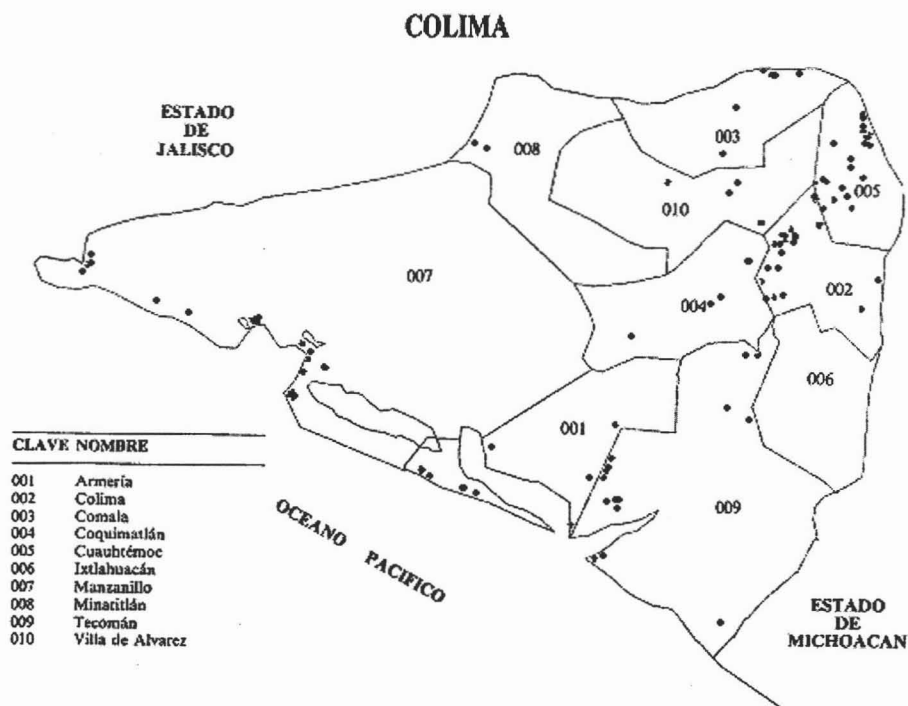 COLIMA
ESTADO
DE
JALISCO
003
008
005
010
007
002
004
006
001
009
CLAVE NOMBRE
001 Armería
002 Colima
003 Comala
004 Coquimatlán
005 Cuauhtémoc
006 Ixtlahuacán
007 Manzanillo
008 Minatitlán
009 Tecomán
010 Villa de Alvarez
OCEANO PACIFICO
ESTADO
DE
MICHOACAN